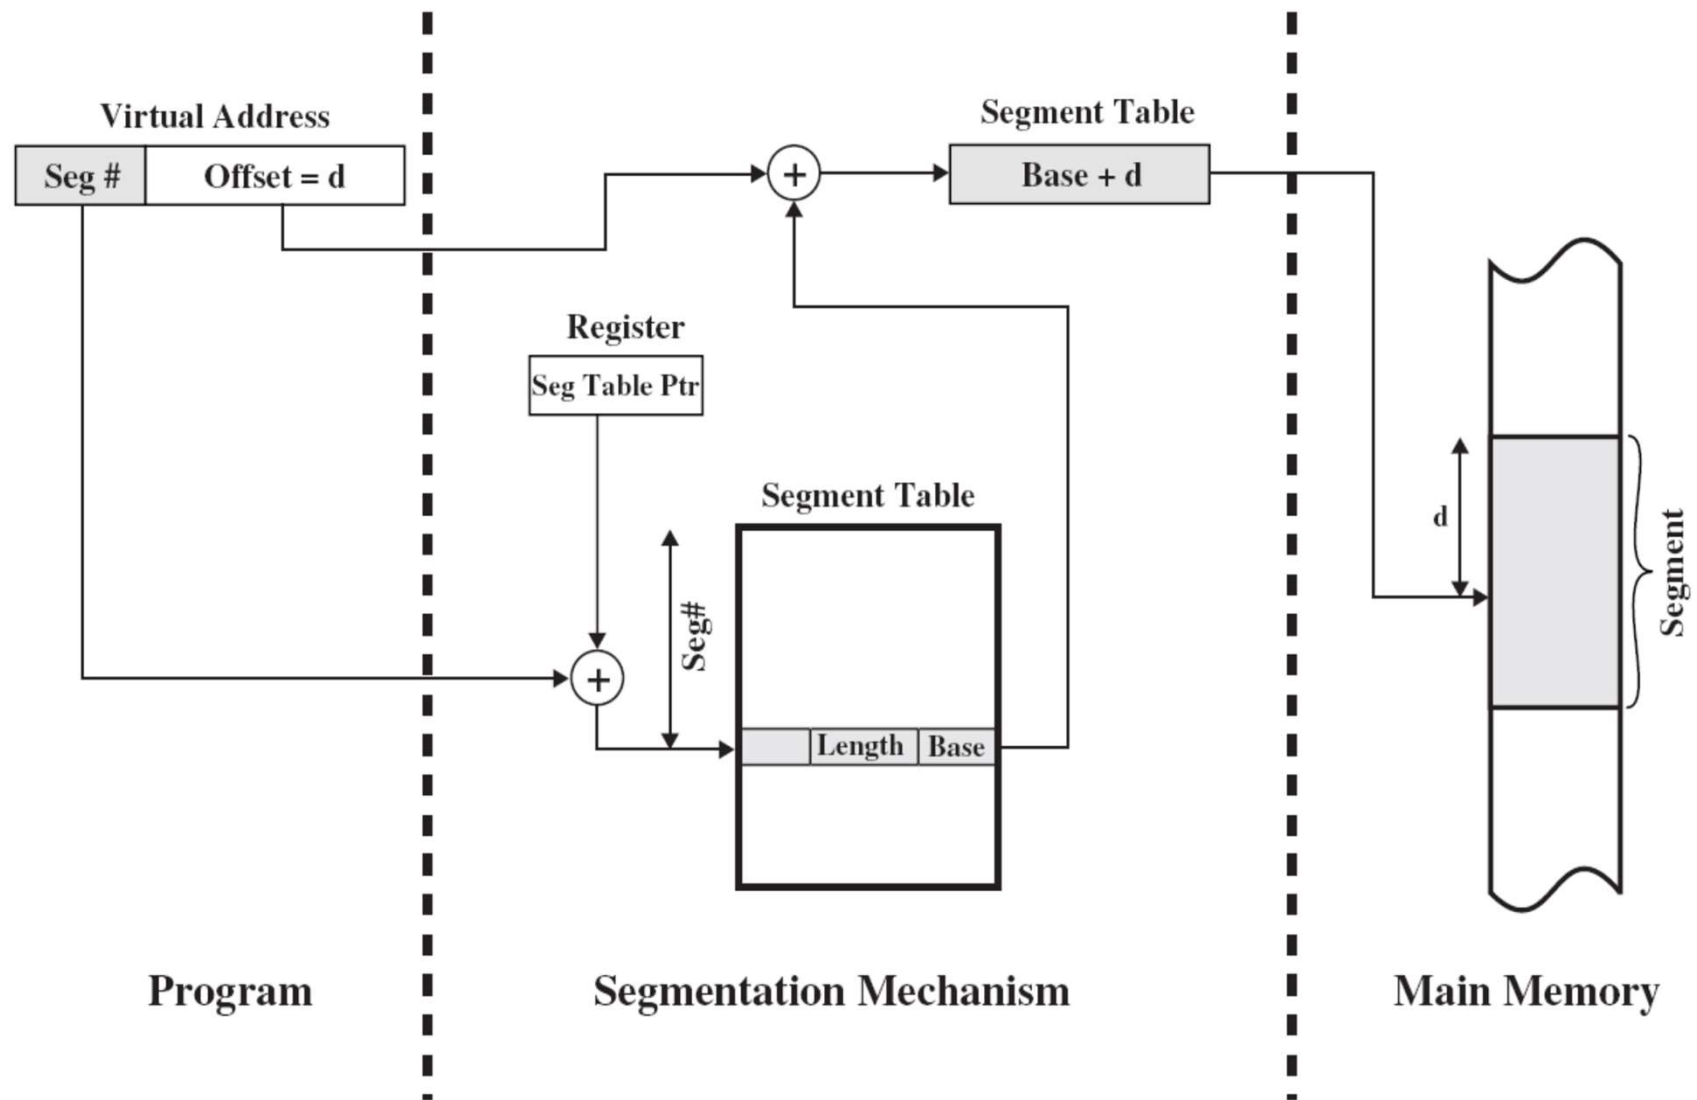 Virtual Address
Seg #
Offset = d
Segment Table
Base + d
+
Register
Seg Table Ptr
Segment Table
Seg#
+
Length
Base
d
Segment
Program
Segmentation Mechanism
Main Memory